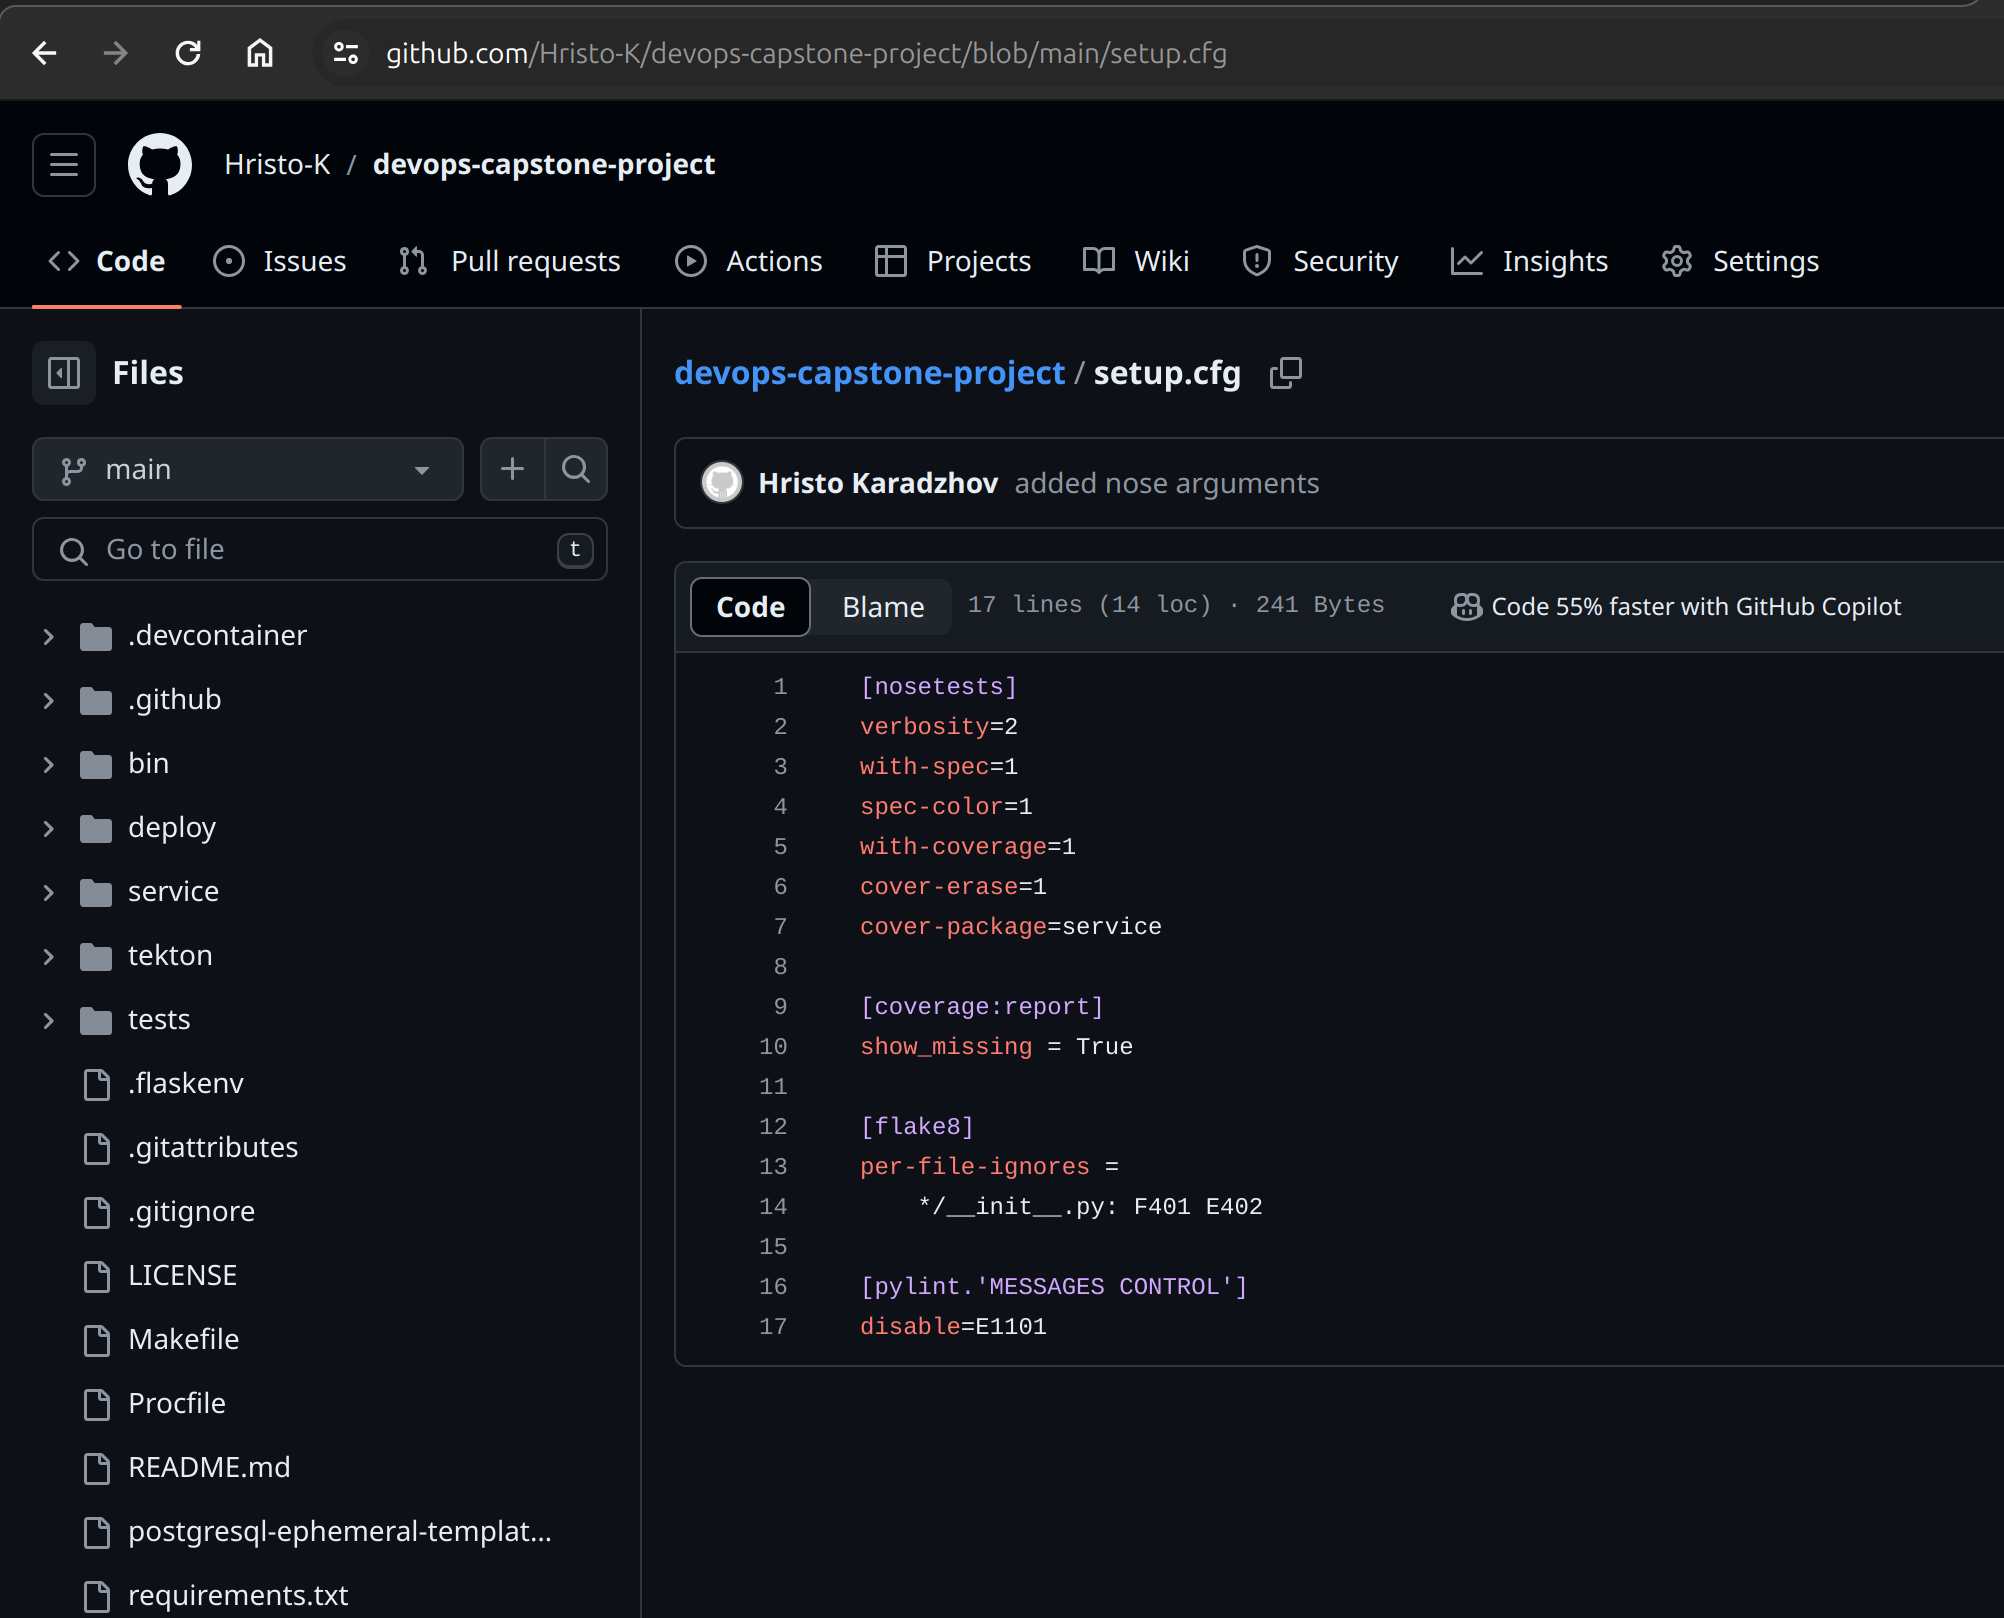 github.com/Hristo-K/devops-capstone-project/blob/main/setup.cfg
Hristo-K / devops-capstone-project
Code Issues Pull requests Actions Projects Wiki Security Insights Settings
Files
main
Go to file t
.devcontainer
.github
bin
deploy
service
tekton
tests
.flaskenv
.gitattributes
.gitignore
LICENSE
Makefile
Procfile
README.md
postgresql-ephemeral-templat...
requirements.txt
devops-capstone-project / setup.cfg
Hristo Karadzhov added nose arguments
Code Blame 17 lines (14 loc) · 241 Bytes Code 55% faster with GitHub Copilot
1 [nosetests]
2 verbosity=2
3 with-spec=1
4 spec-color=1
5 with-coverage=1
6 cover-erase=1
7 cover-package=service
8
9 [coverage:report]
10 show_missing = True
11
12 [flake8]
13 per-file-ignores =
14     */__init__.py: F401 E402
15
16 [pylint.'MESSAGES CONTROL']
17 disable=E1101